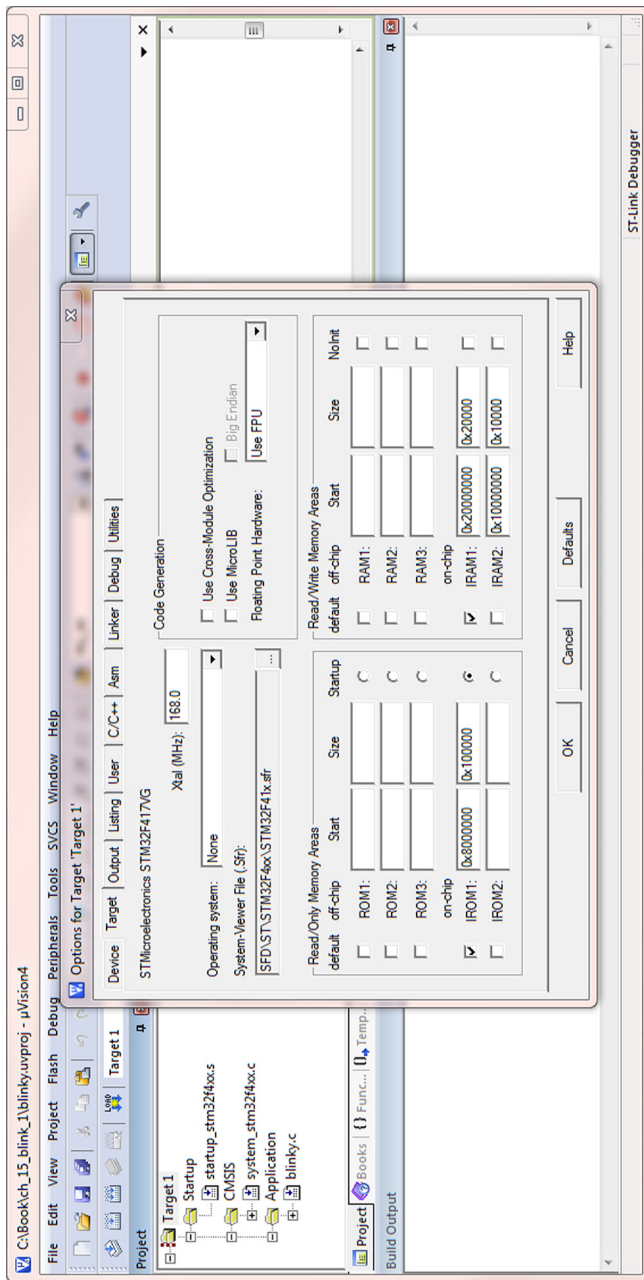 C:\Book\ch_15_blink_1\blinky.uvproj - µVision4
File Edit View Project Flash Debug Peripherals Tools SVCS Window Help
LOAD Target 1
Project
Target 1
Startup
startup_stm32f4xx.s
CMSIS
system_stm32f4xx.c
Application
blinky.c
Project Books {} Func... 0 Temp...
Build Output
ST-Link Debugger
Options for Target 'Target 1'
Device Target Output Listing User C/C++ Asm Linker Debug Utilities
STMicroelectronics STM32F417VG
Xtal (MHz): 168.0
Operating system: None
System-Viewer File (.Sfr):
SFD\ST\STM32F4xx\STM32F41x.sfr ...
Code Generation
Use Cross-Module Optimization
Use MicroLIB Big Endian
Floating Point Hardware: Use FPU
Read/Only Memory Areas
default off-chip Start Size Startup
ROM1:
ROM2:
ROM3:
on-chip
IROM1: 0x8000000 0x100000
IROM2:
Read/Write Memory Areas
default off-chip Start Size NoInit
RAM1:
RAM2:
RAM3:
on-chip
IRAM1: 0x20000000 0x20000
IRAM2: 0x10000000 0x10000
OK Cancel Defaults Help